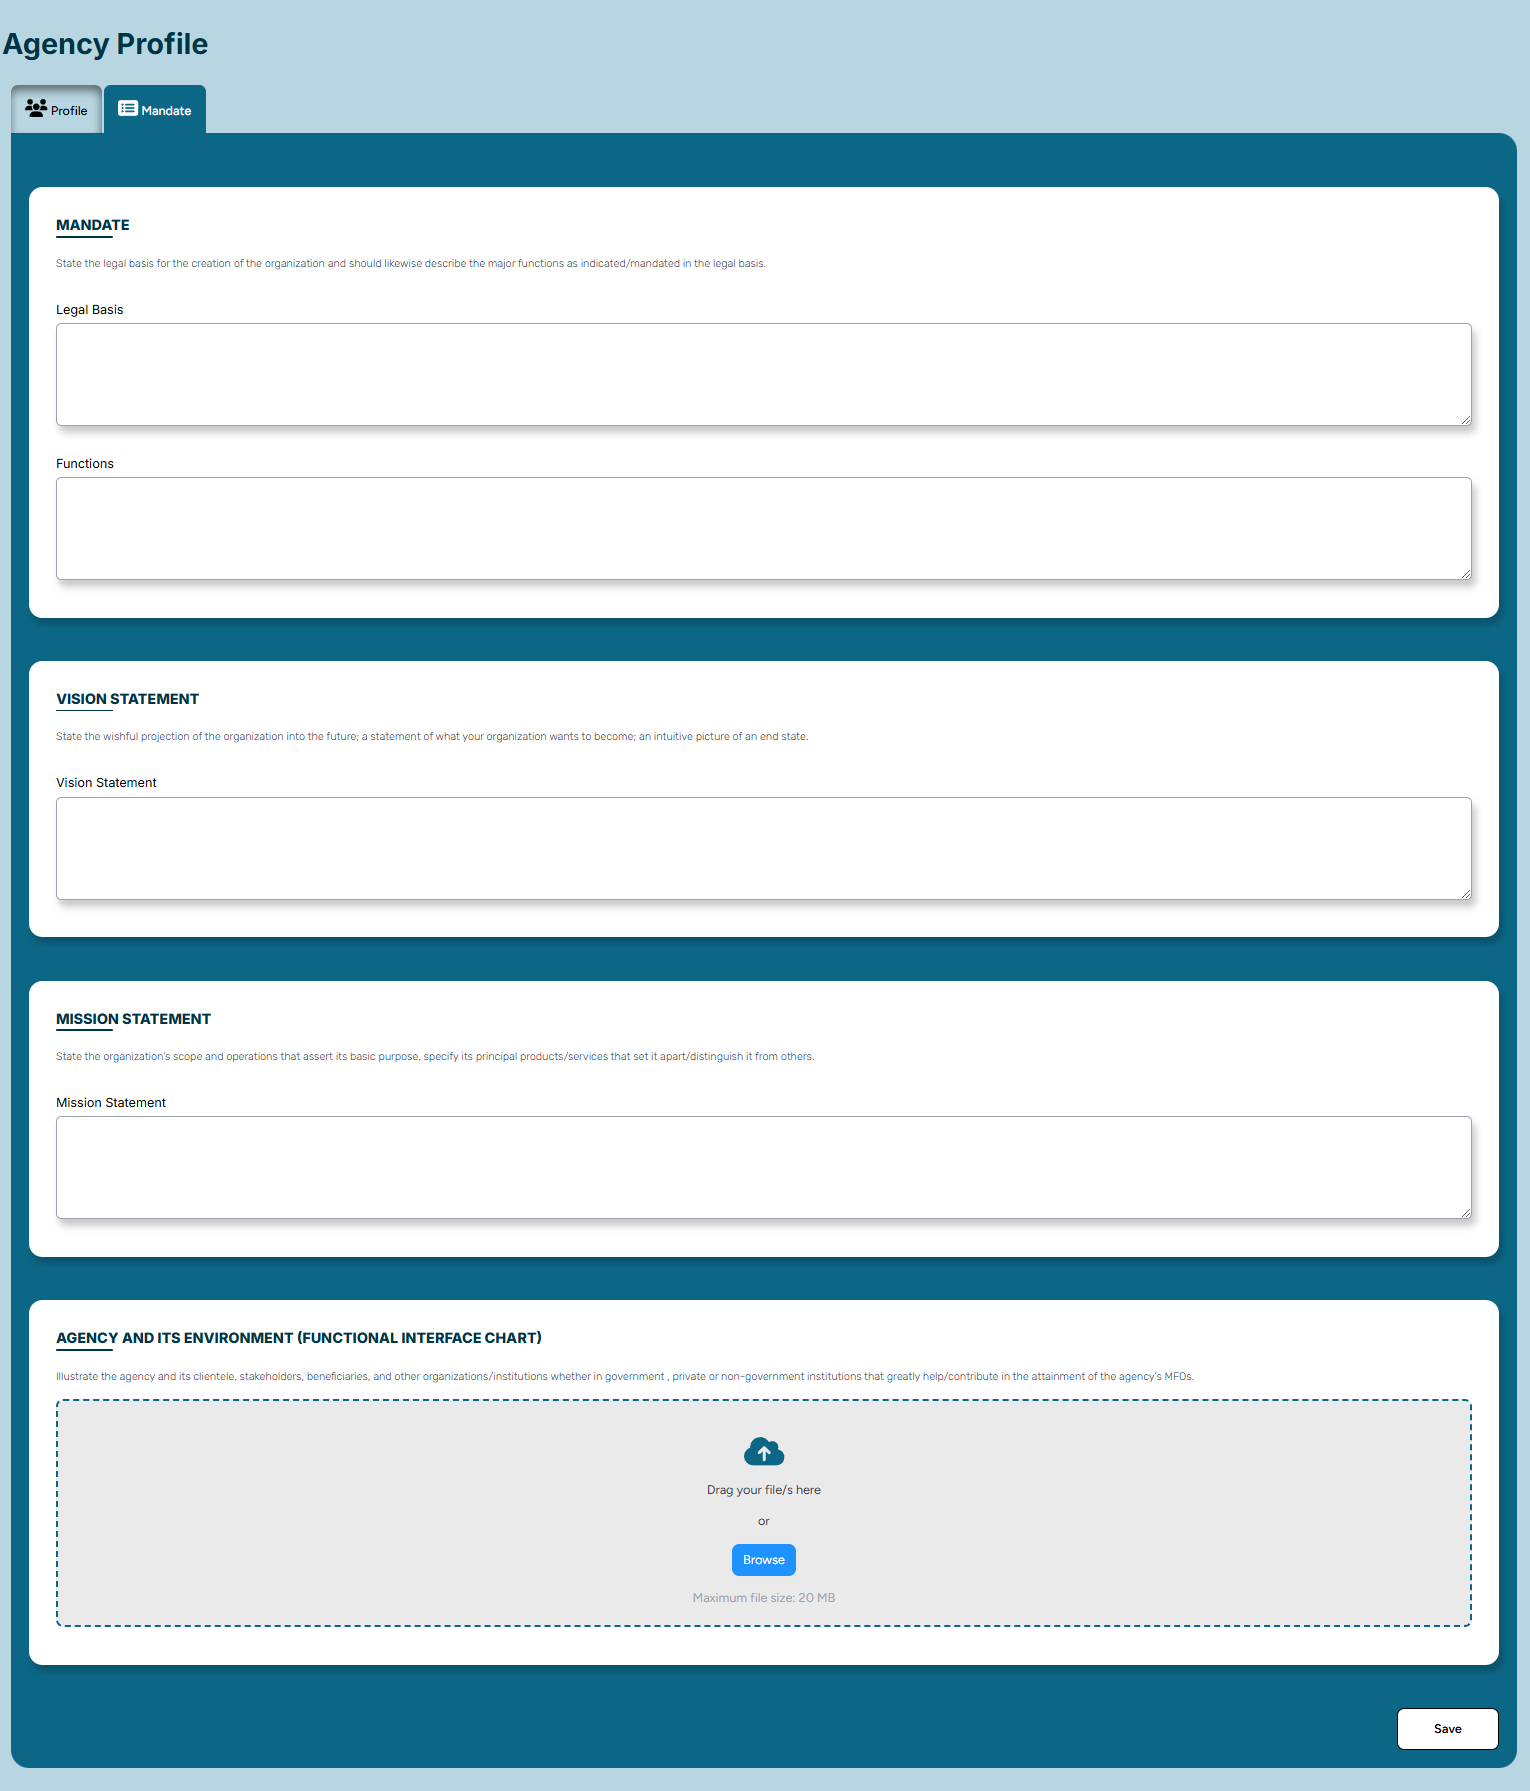 Agency Profile
Profile
Mandate
MANDATE
State the legal basis for the creation of the organization and should likewise describe the major functions as indicated/mandated in the legal basis.
Legal Basis
Functions
VISION STATEMENT
State the wishful projection of the organization into the future; a statement of what your organization wants to become; an intuitive picture of an end state.
Vision Statement
MISSION STATEMENT
State the organization's scope and operations that assert its basic purpose, specify its principal products/services that set it apart/distinguish it from others.
Mission Statement
AGENCY AND ITS ENVIRONMENT (FUNCTIONAL INTERFACE CHART)
Illustrate the agency and its clientele, stakeholders, beneficiaries, and other organizations/institutions whether in government , private or non-government institutions that greatly help/contribute in the attainment of the agency's MFOs.
Drag your file/s here
or
Browse
Maximum file size: 20 MB
Save